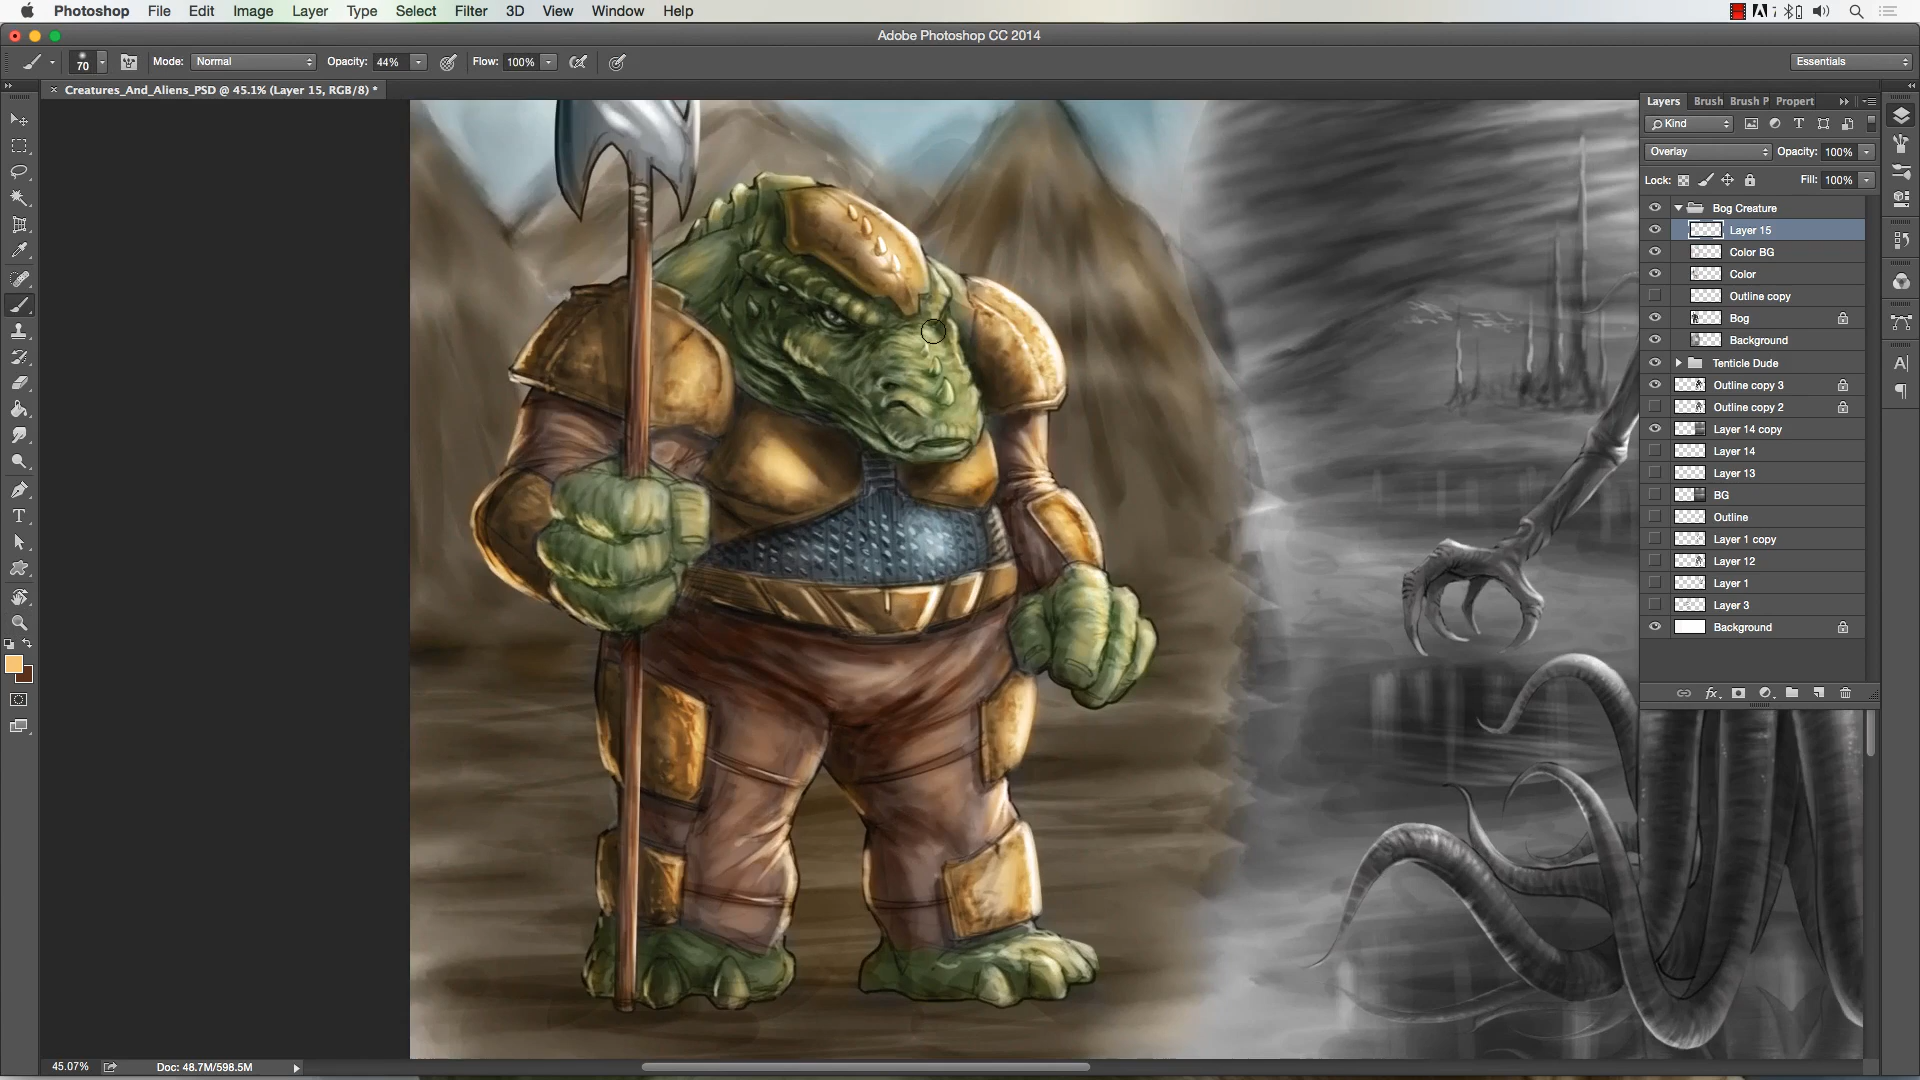 Photoshop File Edit Image Layer Type Select Filter 3D View Window Help
Adobe Photoshop CC 2014
70 Mode: Normal Opacity: 44% Flow: 100% Essentials
Creatures_And_Aliens_PSD @ 45.1% (Layer 15, RGB/8) *
Layers Brush Brush P Propert
Kind
Overlay Opacity: 100%
Lock: Fill: 100%
Bog Creature
Layer 15
Color BG
Color
Outline copy
Bog
Background
Tenticle Dude
Outline copy 3
Outline copy 2
Layer 14 copy
Layer 14
Layer 13
BG
Outline
Layer 1 copy
Layer 12
Layer 1
Layer 3
Background
45.07% Doc: 48.7M/598.5M